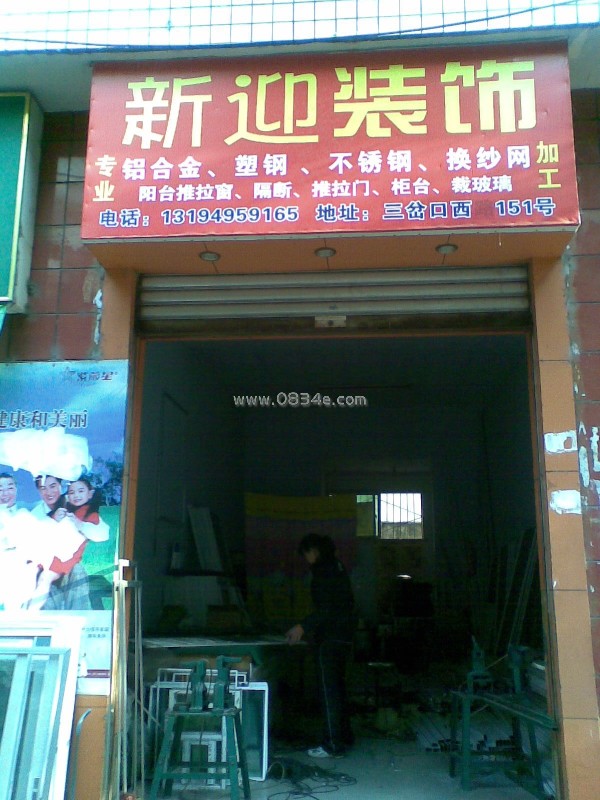 新迎装饰
专业
铝合金、塑钢、不锈钢、换纱网
加工
阳台推拉窗、隔断、推拉门、柜台、裁玻璃
电话：13194959165 地址：三岔口西 151号
www.0834e.com
健康和美丽